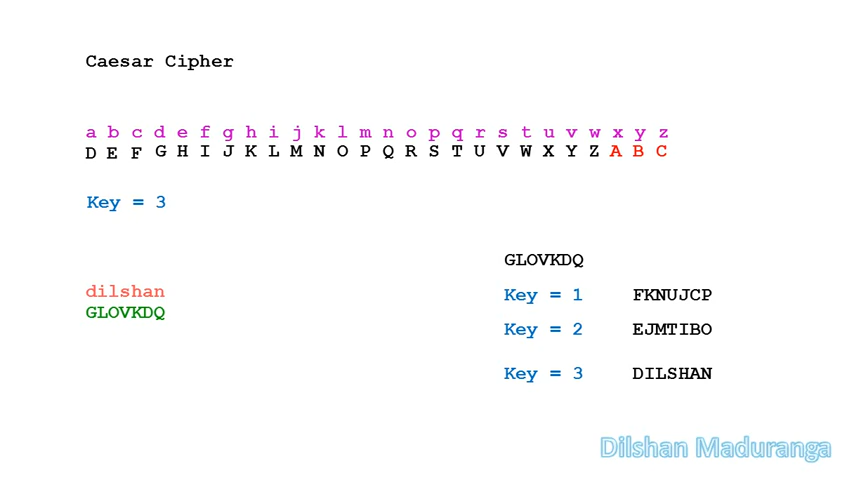 Caesar Cipher
a b c d e f g h i j k l m n o p q r s t u v w x y z
D E F G H I J K L M N O P Q R S T U V W X Y Z A B C
Key = 3
dilshan
GLOVKDQ
GLOVKDQ
Key = 1 FKNUJCP
Key = 2 EJMTIBO
Key = 3 DILSHAN
Dilshan Maduranga